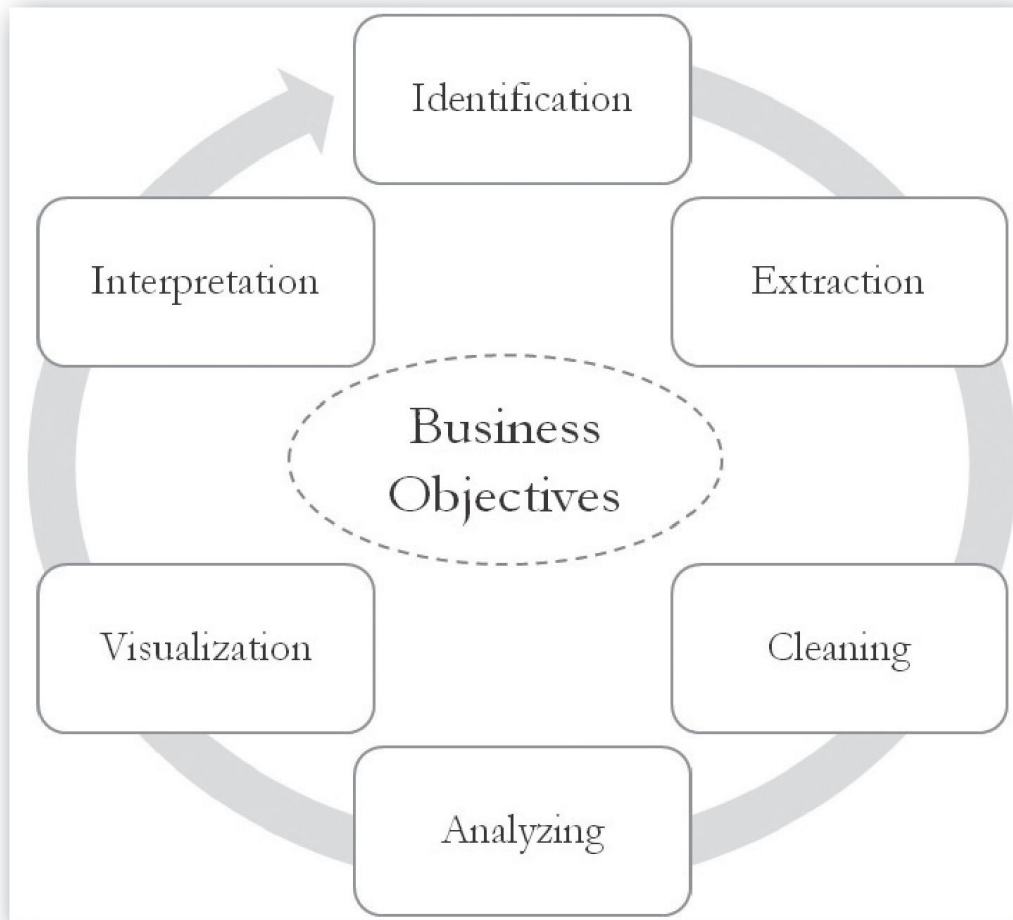 Identification
Extraction
Cleaning
Analyzing
Visualization
Interpretation
Business
Objectives